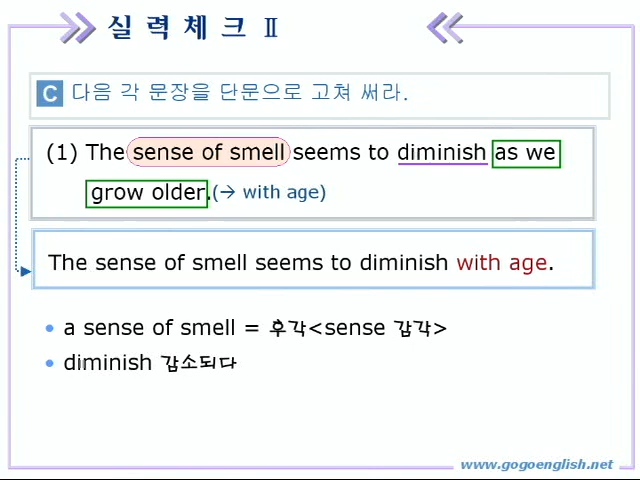 실 력 체 크 Ⅱ
C 다음 각 문장을 단문으로 고쳐 써라.
(1) The sense of smell seems to diminish as we
grow older.(→ with age)
The sense of smell seems to diminish with age.
• a sense of smell = 후각<sense 감각>
• diminish 감소되다
www.gogoenglish.net